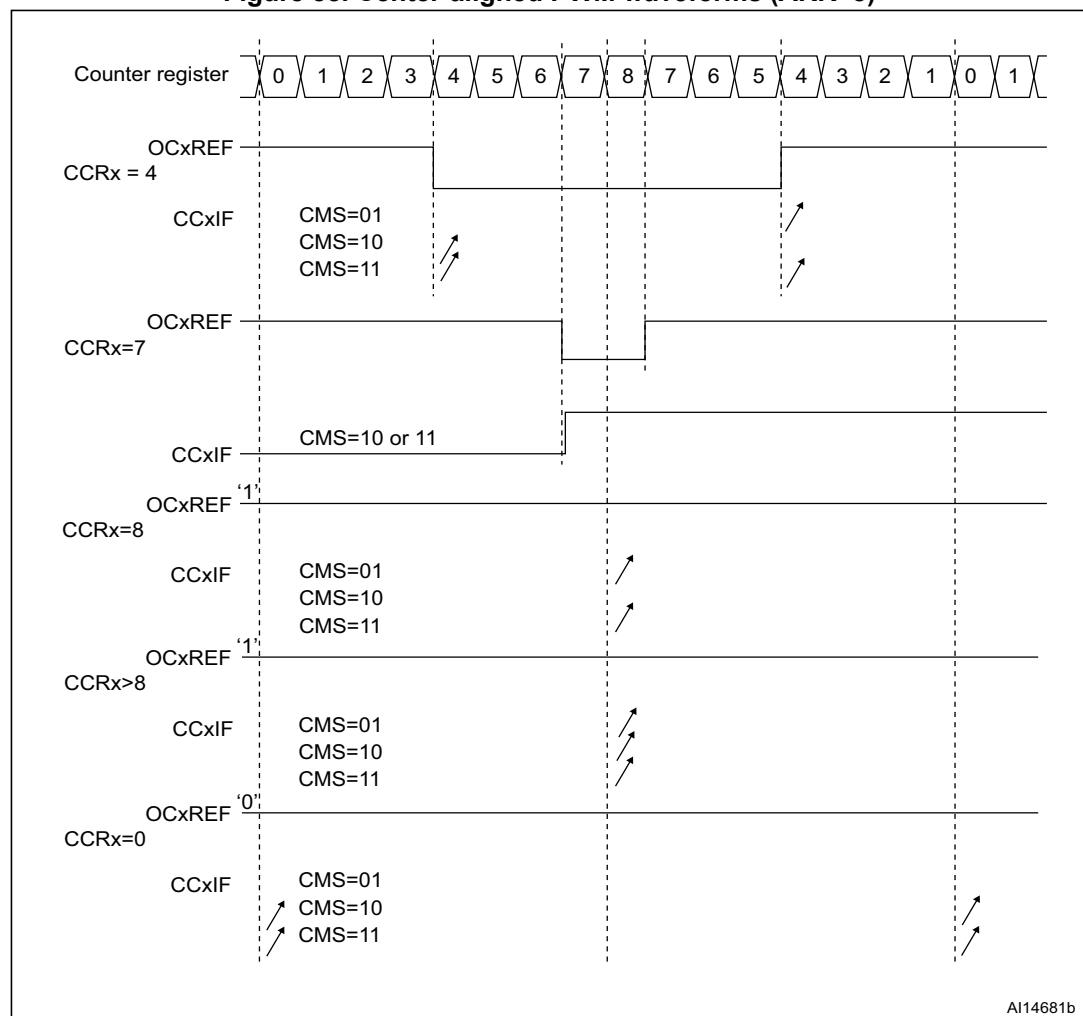 Counter register 0 1 2 3 4 5 6 7 8 7 6 5 4 3 2 1 0 1
OCxREF
CCRx = 4
CCxIF
CMS=01
CMS=10
CMS=11
OCxREF
CCRx=7
CMS=10 or 11
CCxIF
OCxREF '1'
CCRx=8
CCxIF
CMS=01
CMS=10
CMS=11
OCxREF '1'
CCRx>8
CCxIF
CMS=01
CMS=10
CMS=11
OCxREF '0'
CCRx=0
CCxIF
CMS=01
CMS=10
CMS=11
AI14681b